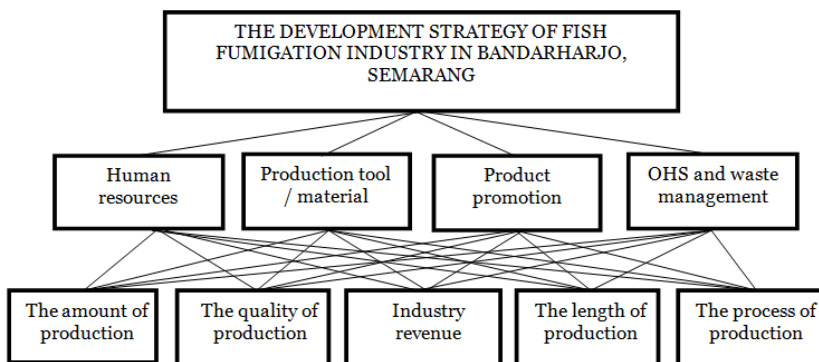 THE DEVELOPMENT STRATEGY OF FISH
FUMIGATION INDUSTRY IN BANDARHARJO,
SEMARANG
Human
resources
Production tool
/ material
Product
promotion
OHS and waste
management
The amount of
production
The quality of
production
Industry
revenue
The length of
production
The process of
production